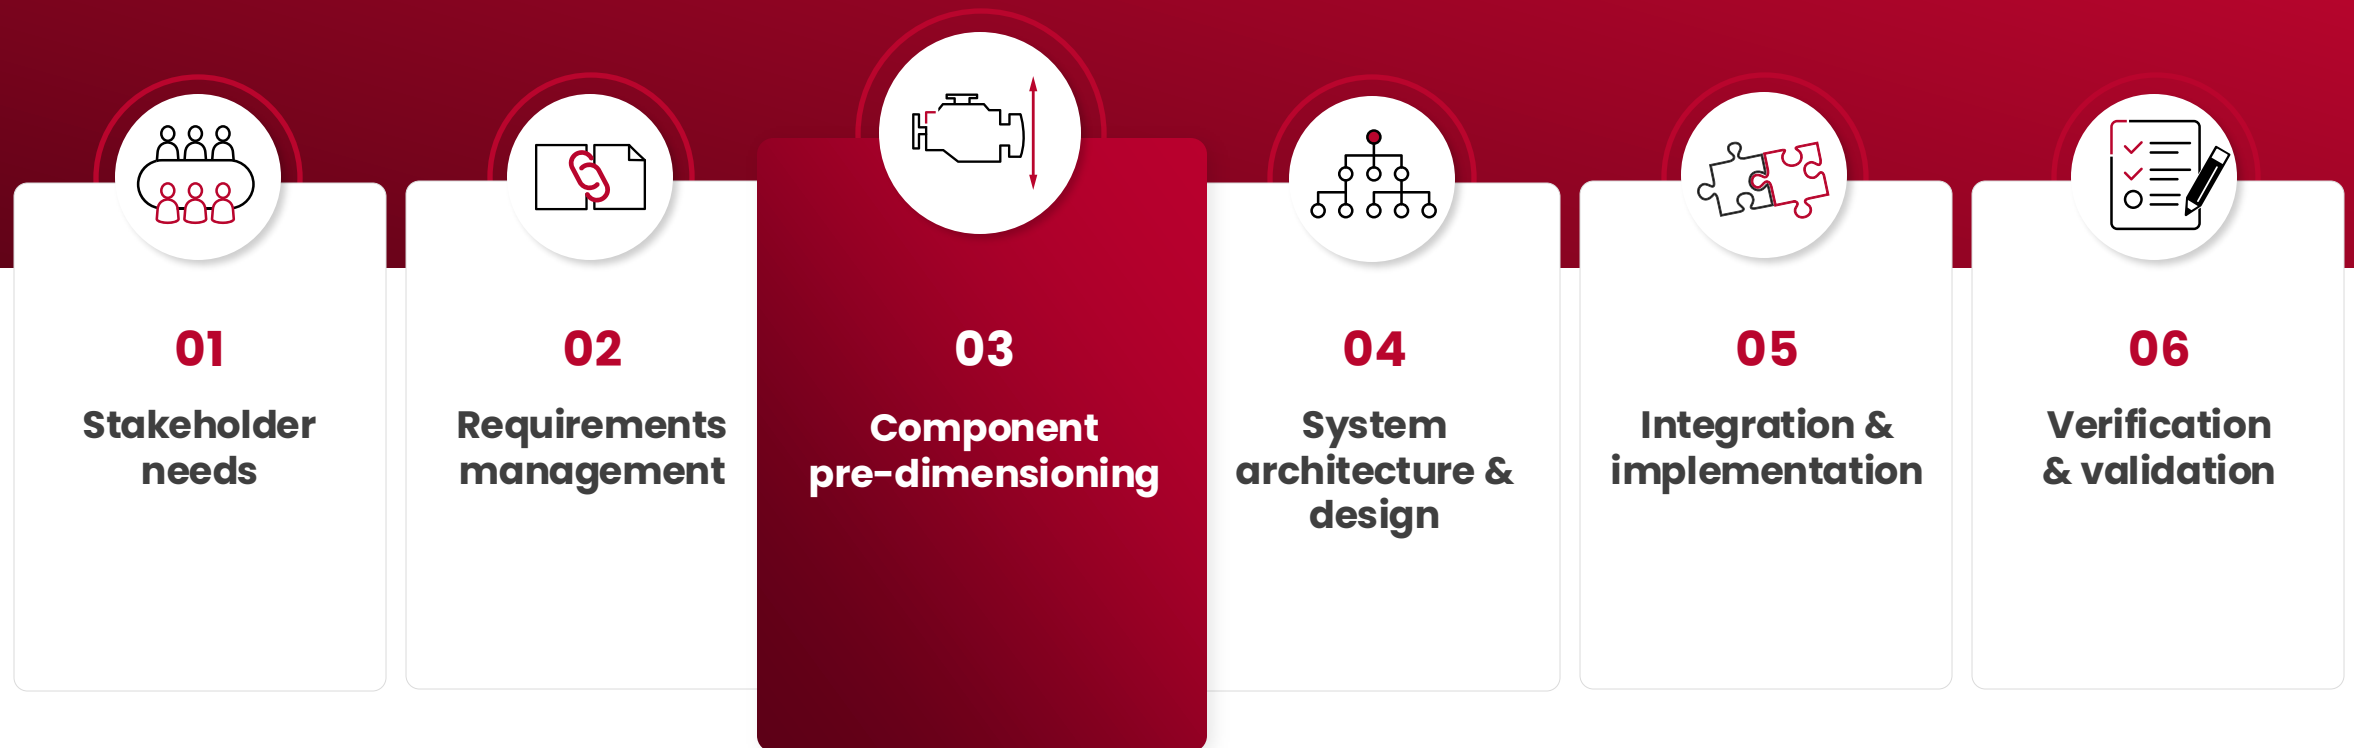 01
Stakeholder
needs
02
Requirements
management
03
Component
pre-dimensioning
04
System
architecture &
design
05
Integration &
implementation
06
Verification
& validation